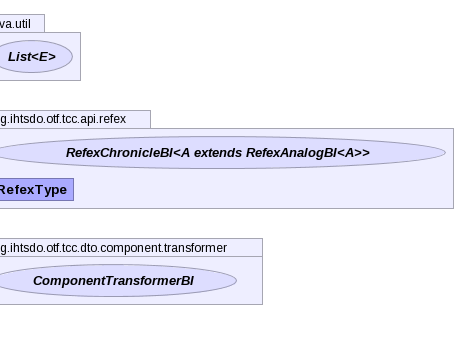 va.util
List<E>
g.ihtsdo.otf.tcc.api.refex
RefexChronicleBI<A extends RefexAnalogBI<A>>
RefexType
g.ihtsdo.otf.tcc.dto.component.transformer
ComponentTransformerBI